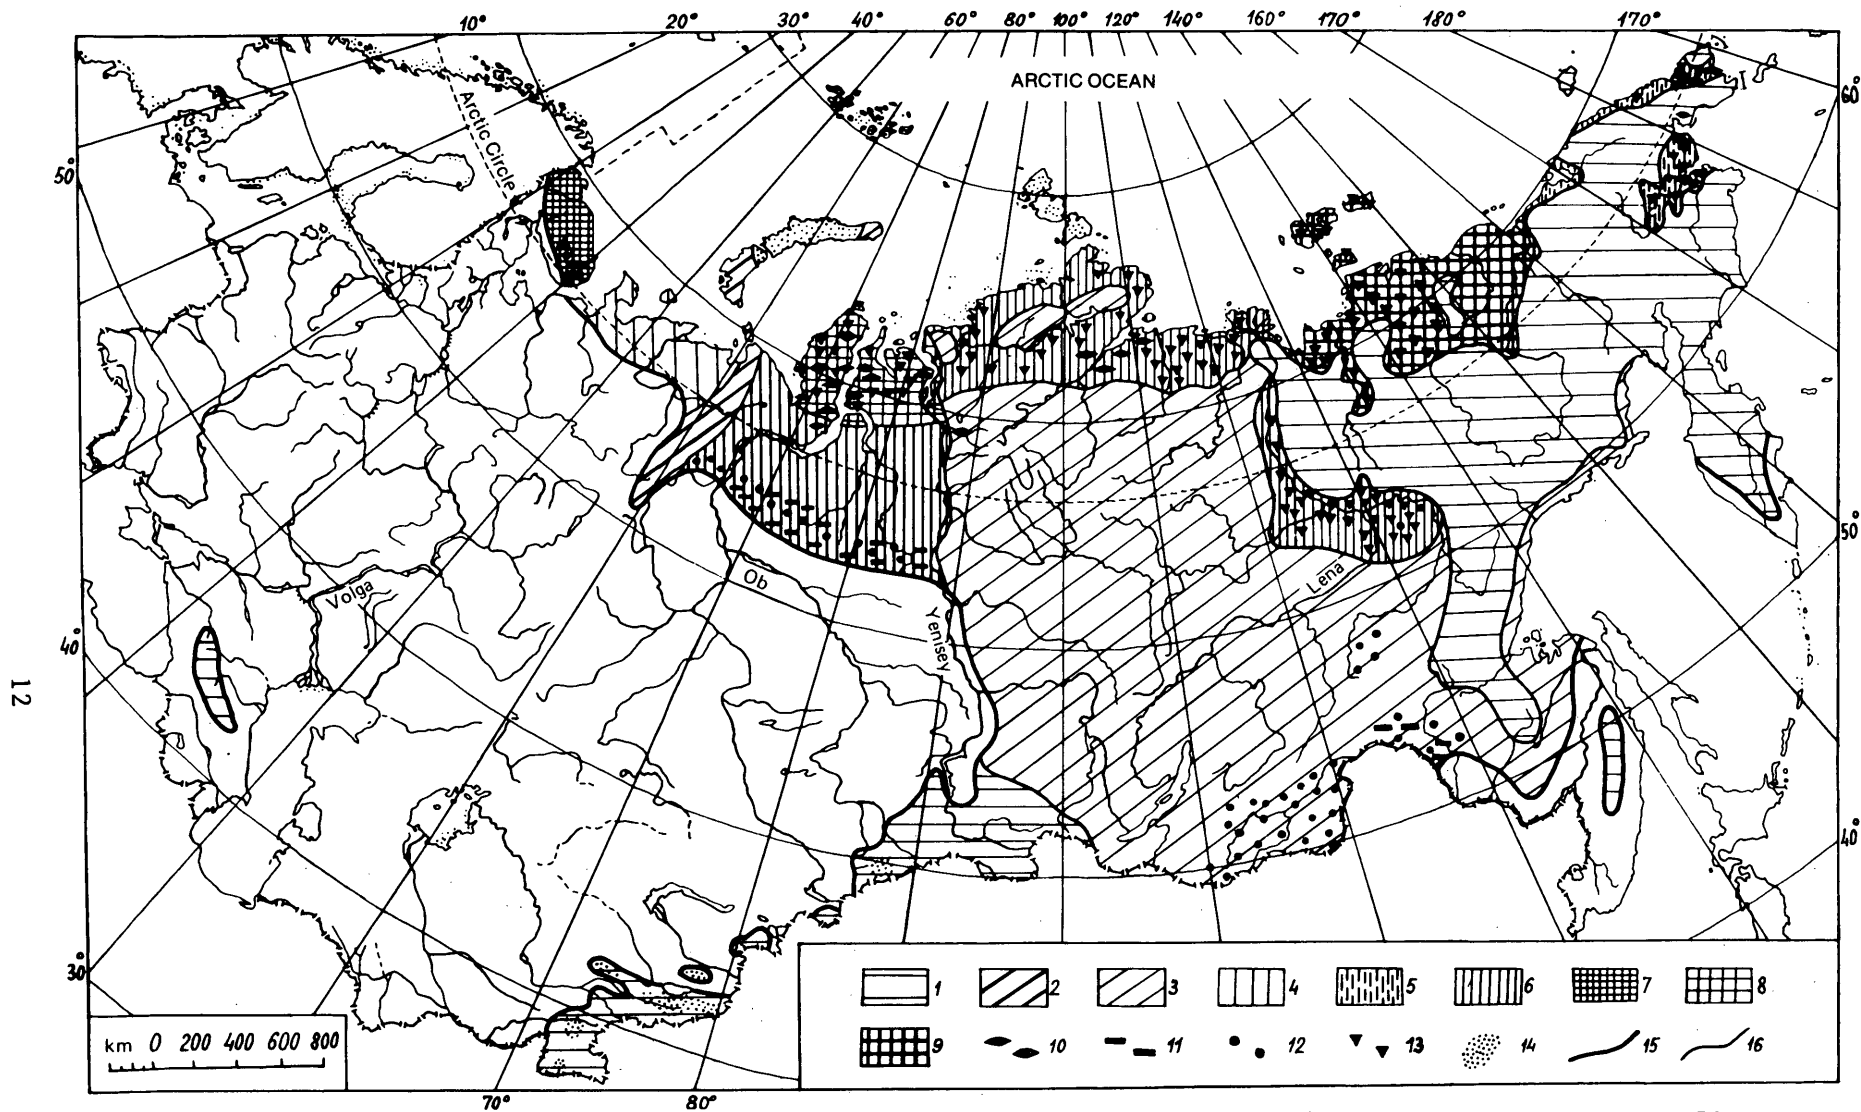 10° 20° 30° 40° 60° 80° 100° 120° 140° 160° 170° 180° 170°
ARCTIC OCEAN
Arctic Circle
60°
50°
50°
Volga
Ob
Yenisey
Lena
40°
12
40°
30°
1 2 3 4 5 6 7 8
9 10 11 12 13 14 15 16
km 0 200 400 600 800
70° 80°